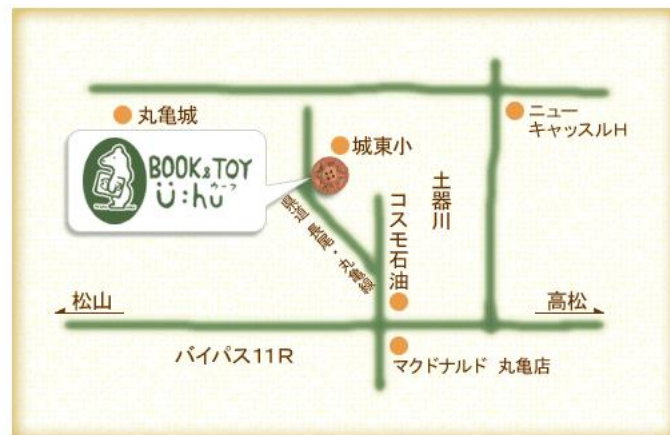 丸亀城
ニュー
キャッスルH
城東小
BOOK&TOY
Ü:hü
ウーフ
土器川
コスモ石油
県道 長尾・丸亀線
松山
高松
バイパス11R
マクドナルド 丸亀店